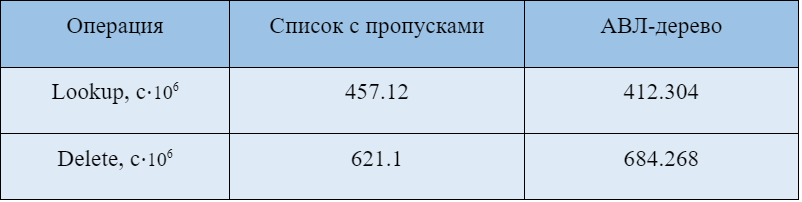 Операция Список с пропусками АВЛ-дерево
Lookup, с·10⁶ 457.12 412.304
Delete, с·10⁶ 621.1 684.268